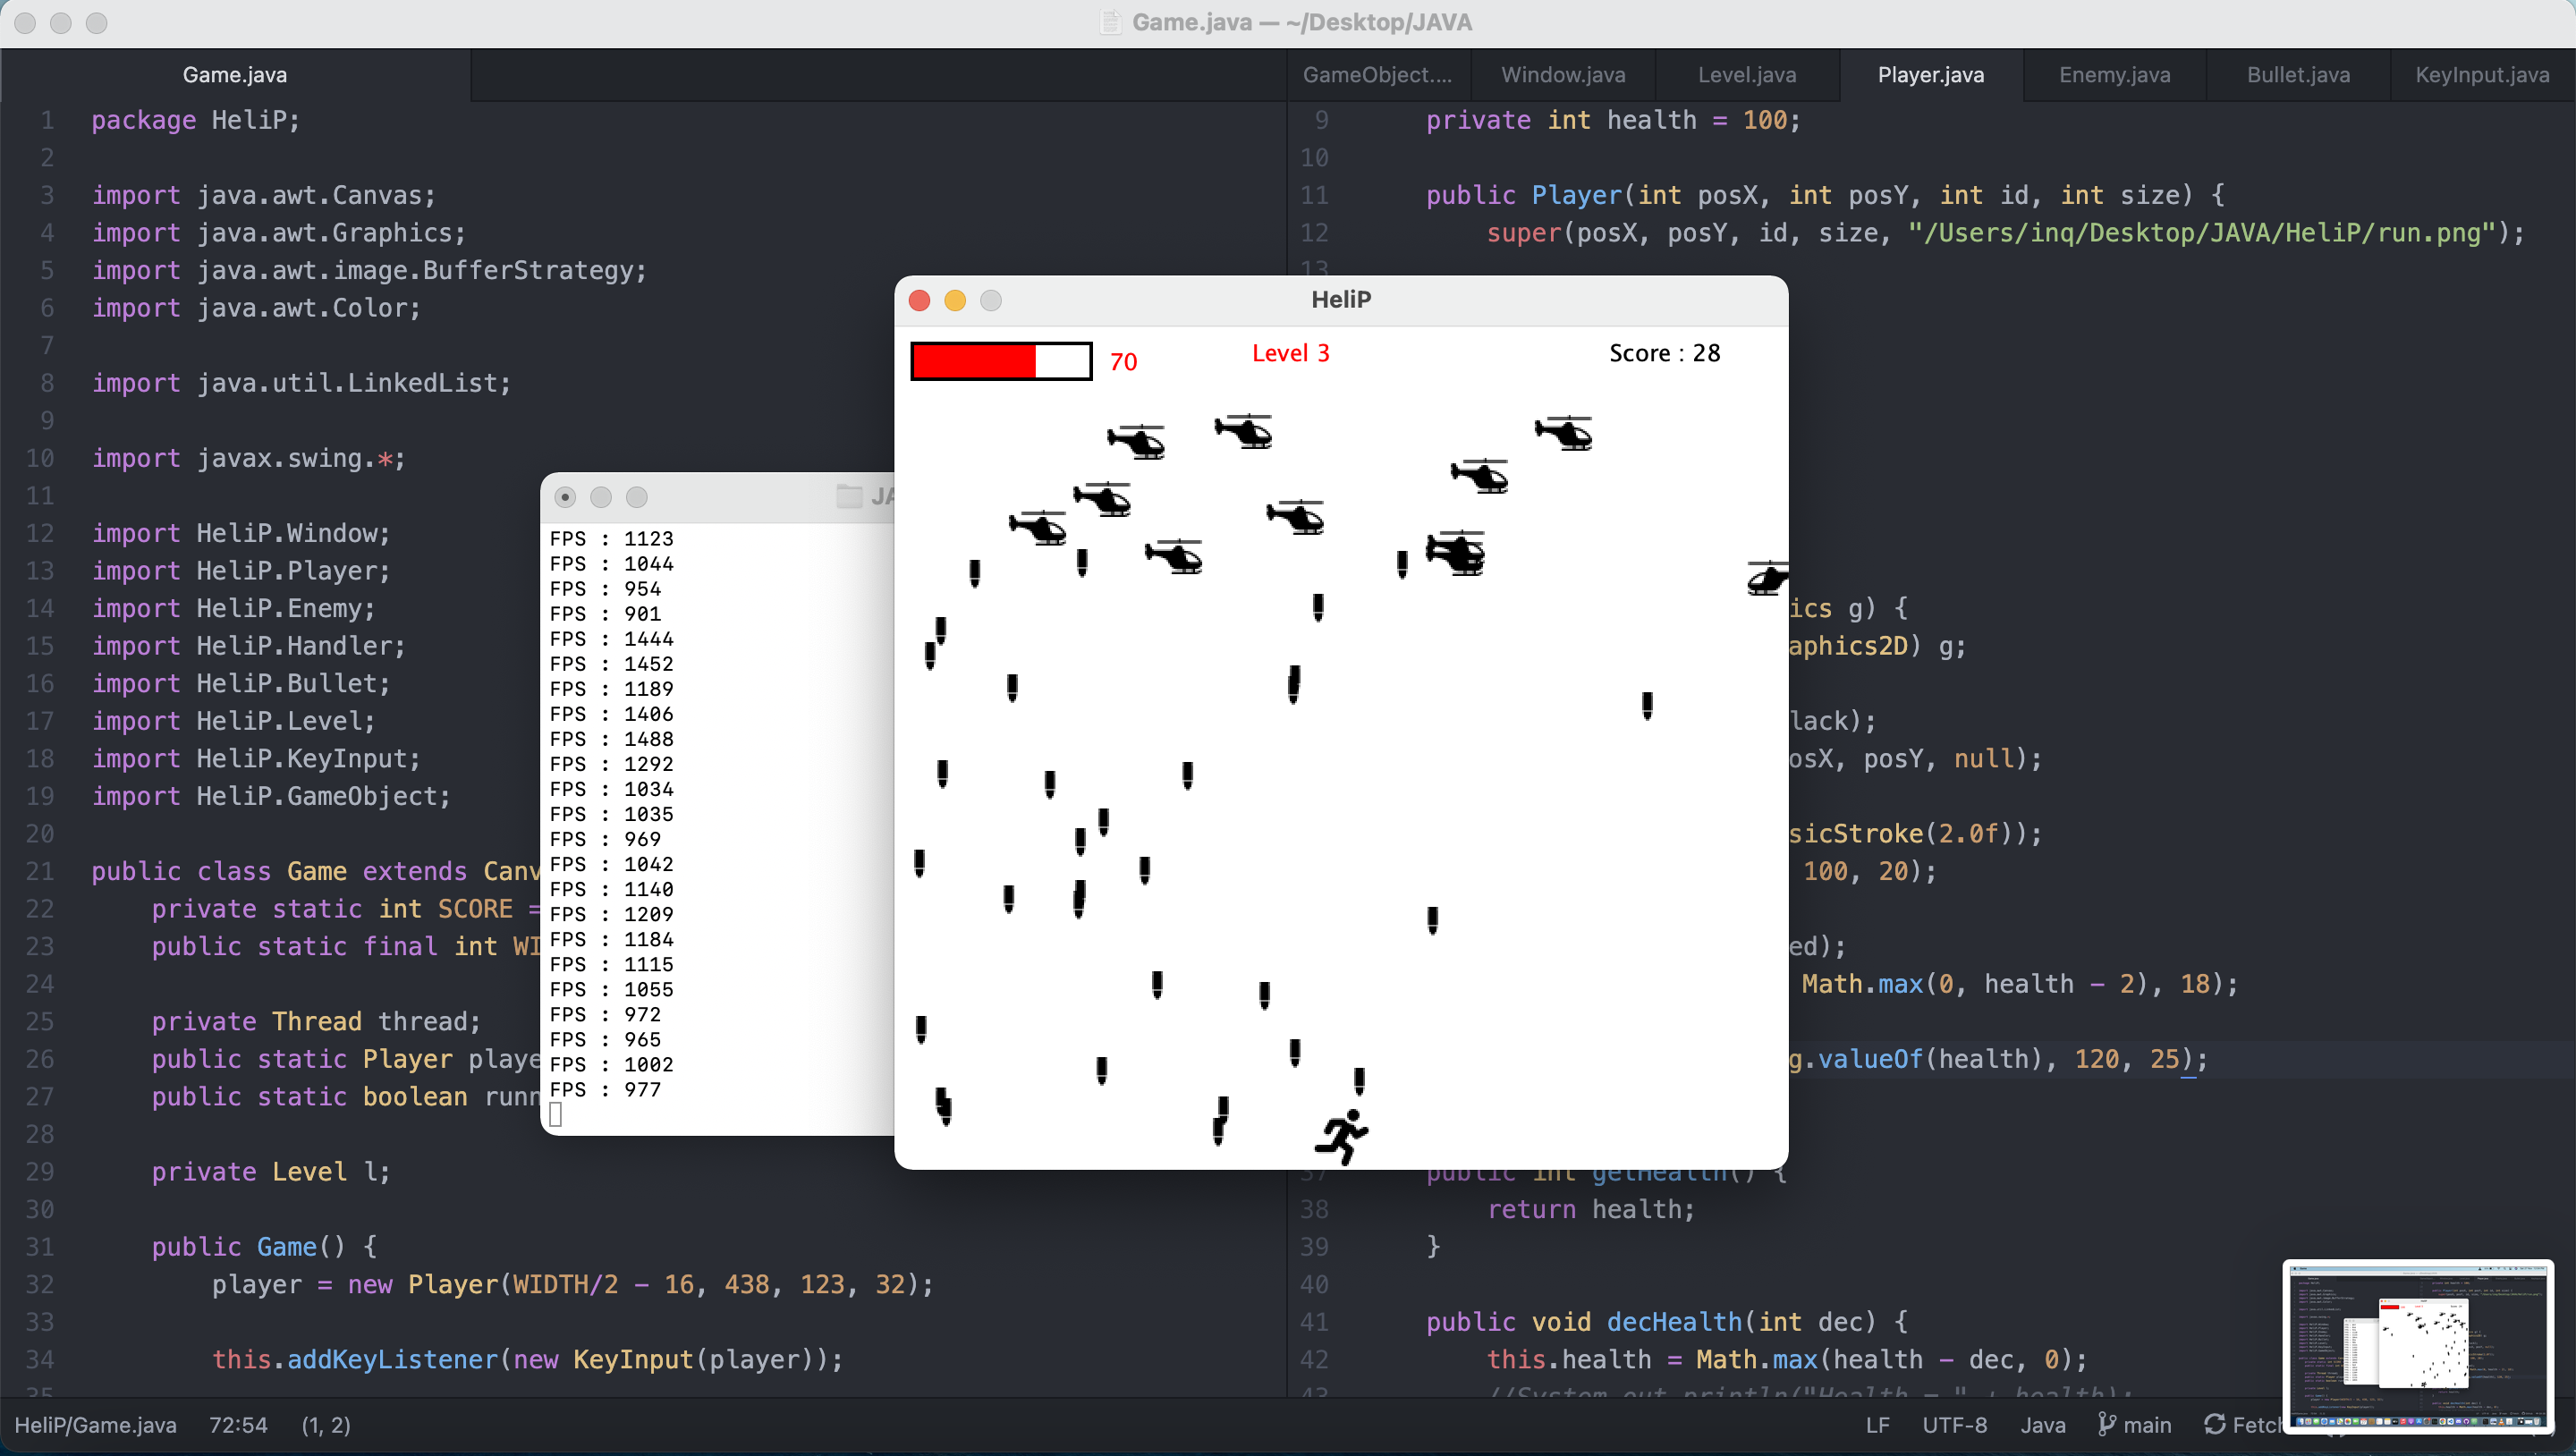 Game.java — ~/Desktop/JAVA
Game.java
1 package HeliP;
2
3 import java.awt.Canvas;
4 import java.awt.Graphics;
5 import java.awt.image.BufferStrategy;
6 import java.awt.Color;
7
8 import java.util.LinkedList;
9
10 import javax.swing.*;
11
12 import HeliP.Window;
13 import HeliP.Player;
14 import HeliP.Enemy;
15 import HeliP.Handler;
16 import HeliP.Bullet;
17 import HeliP.Level;
18 import HeliP.KeyInput;
19 import HeliP.GameObject;
20
21 public class Game extends Canv
22 private static int SCORE =
23 public static final int WI
24
25 private Thread thread;
26 public static Player playe
27 public static boolean runn
28
29 private Level l;
30
31 public Game() {
32 player = new Player(WIDTH/2 - 16, 438, 123, 32);
33
34 this.addKeyListener(new KeyInput(player));
35
JA
FPS : 1123
FPS : 1044
FPS : 954
FPS : 901
FPS : 1444
FPS : 1452
FPS : 1189
FPS : 1406
FPS : 1488
FPS : 1292
FPS : 1034
FPS : 1035
FPS : 969
FPS : 1042
FPS : 1140
FPS : 1209
FPS : 1184
FPS : 1115
FPS : 1055
FPS : 972
FPS : 965
FPS : 1002
FPS : 977
HeliP
70 Level 3 Score : 28
GameObject.... Window.java Level.java Player.java Enemy.java Bullet.java KeyInput.java
9 private int health = 100;
10
11 public Player(int posX, int posY, int id, int size) {
12 super(posX, posY, id, size, "/Users/inq/Desktop/JAVA/HeliP/run.png");
13
ics g) {
aphics2D) g;
lack);
osX, posY, null);
sicStroke(2.0f));
100, 20);
ed);
Math.max(0, health - 2), 18);
g.valueOf(health), 120, 25);
37 public int getHealth() {
38 return health;
39 }
40
41 public void decHealth(int dec) {
42 this.health = Math.max(health - dec, 0);
43 //System.out.println("Health = " + health);
HeliP/Game.java 72:54 (1, 2) LF UTF-8 Java main Fetch